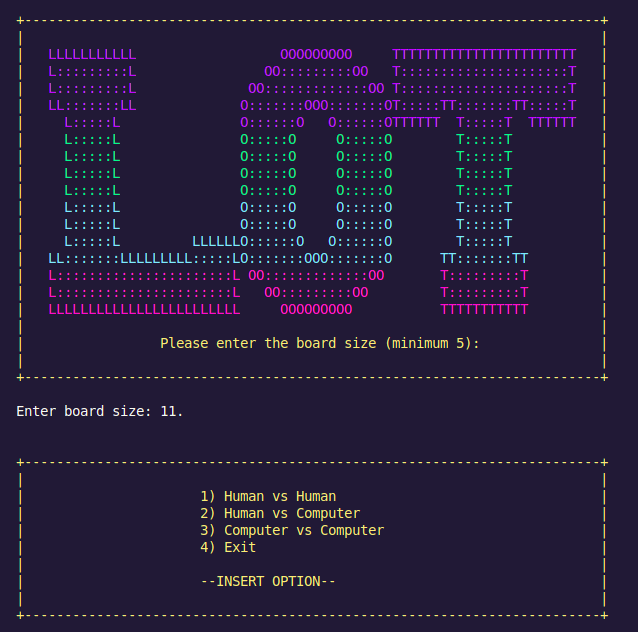 LLLLLLLLLLL                  OOOOOOOOO     TTTTTTTTTTTTTTTTTTTTTTT
L:::::::::L                OO:::::::::OO   T:::::::::::::::::::::T
L:::::::::L              OO:::::::::::::OO T:::::::::::::::::::::T
LL:::::::LL             O:::::::OOO:::::::OT:::::TT:::::::TT:::::T
  L:::::L               O::::::O   O::::::OTTTTTT  T:::::T  TTTTTT
  L:::::L               O:::::O     O:::::O        T:::::T
  L:::::L               O:::::O     O:::::O        T:::::T
  L:::::L               O:::::O     O:::::O        T:::::T
  L:::::L               O:::::O     O:::::O        T:::::T
  L:::::L               O:::::O     O:::::O        T:::::T
  L:::::L               O:::::O     O:::::O        T:::::T
  L:::::L         LLLLLLO::::::O   O::::::O        T:::::T
LL:::::::LLLLLLLLL:::::LO:::::::OOO:::::::O      TT:::::::TT
L::::::::::::::::::::::L OO:::::::::::::OO       T:::::::::T
L::::::::::::::::::::::L   OO:::::::::OO         T:::::::::T
LLLLLLLLLLLLLLLLLLLLLLLL     OOOOOOOOO           TTTTTTTTTTT
Please enter the board size (minimum 5):
Enter board size: 11.
1) Human vs Human
2) Human vs Computer
3) Computer vs Computer
4) Exit
--INSERT OPTION--